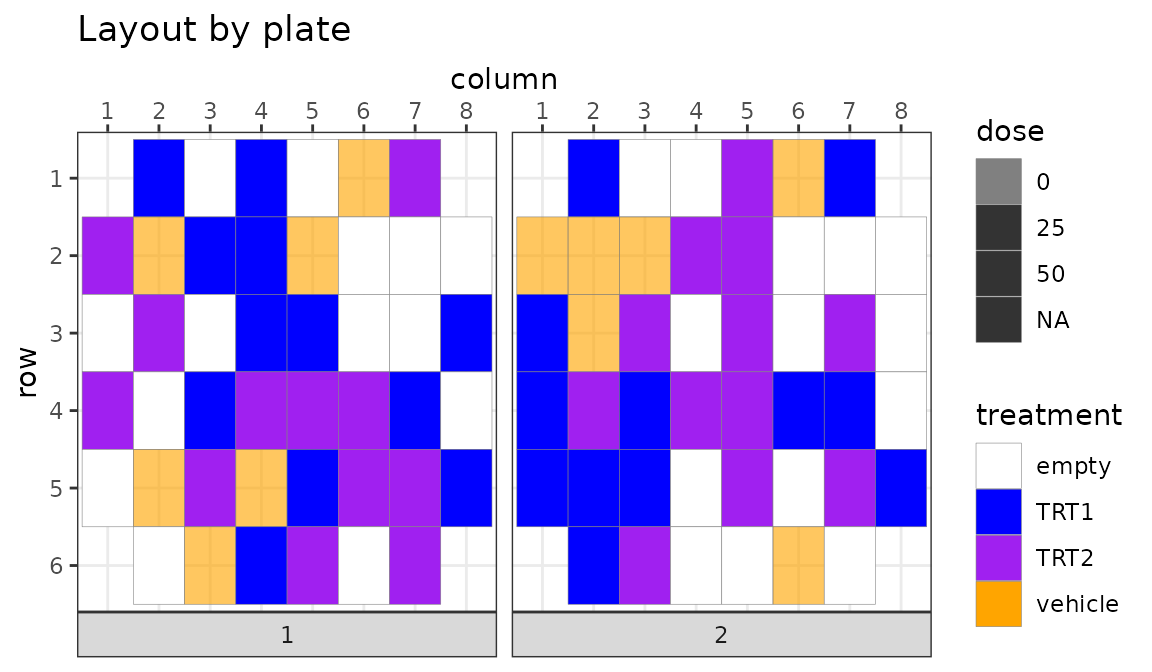 Layout by plate
column
1 2 3 4 5 6 7 8 1 2 3 4 5 6 7 8
row
1
2
3
4
5
6
1 2
dose
0
25
50
NA
treatment
empty
TRT1
TRT2
vehicle